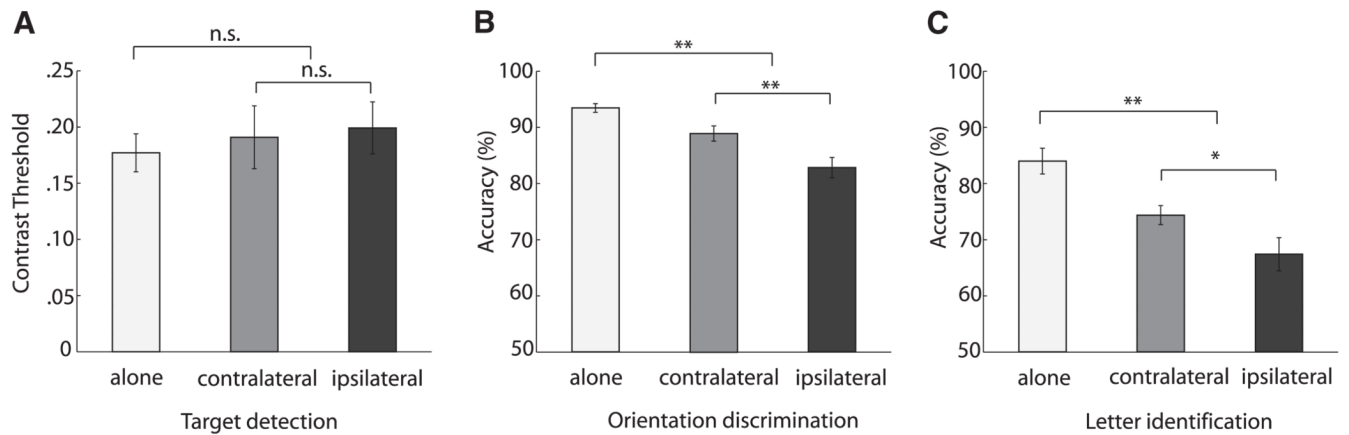 A
n.s.
n.s.
Contrast Threshold
.25
.20
.15
.10
.05
0
alone contralateral ipsilateral
Target detection
B
**
**
Accuracy (%)
100
90
80
70
60
50
alone contralateral ipsilateral
Orientation discrimination
C
**
*
Accuracy (%)
100
90
80
70
60
50
alone contralateral ipsilateral
Letter identification